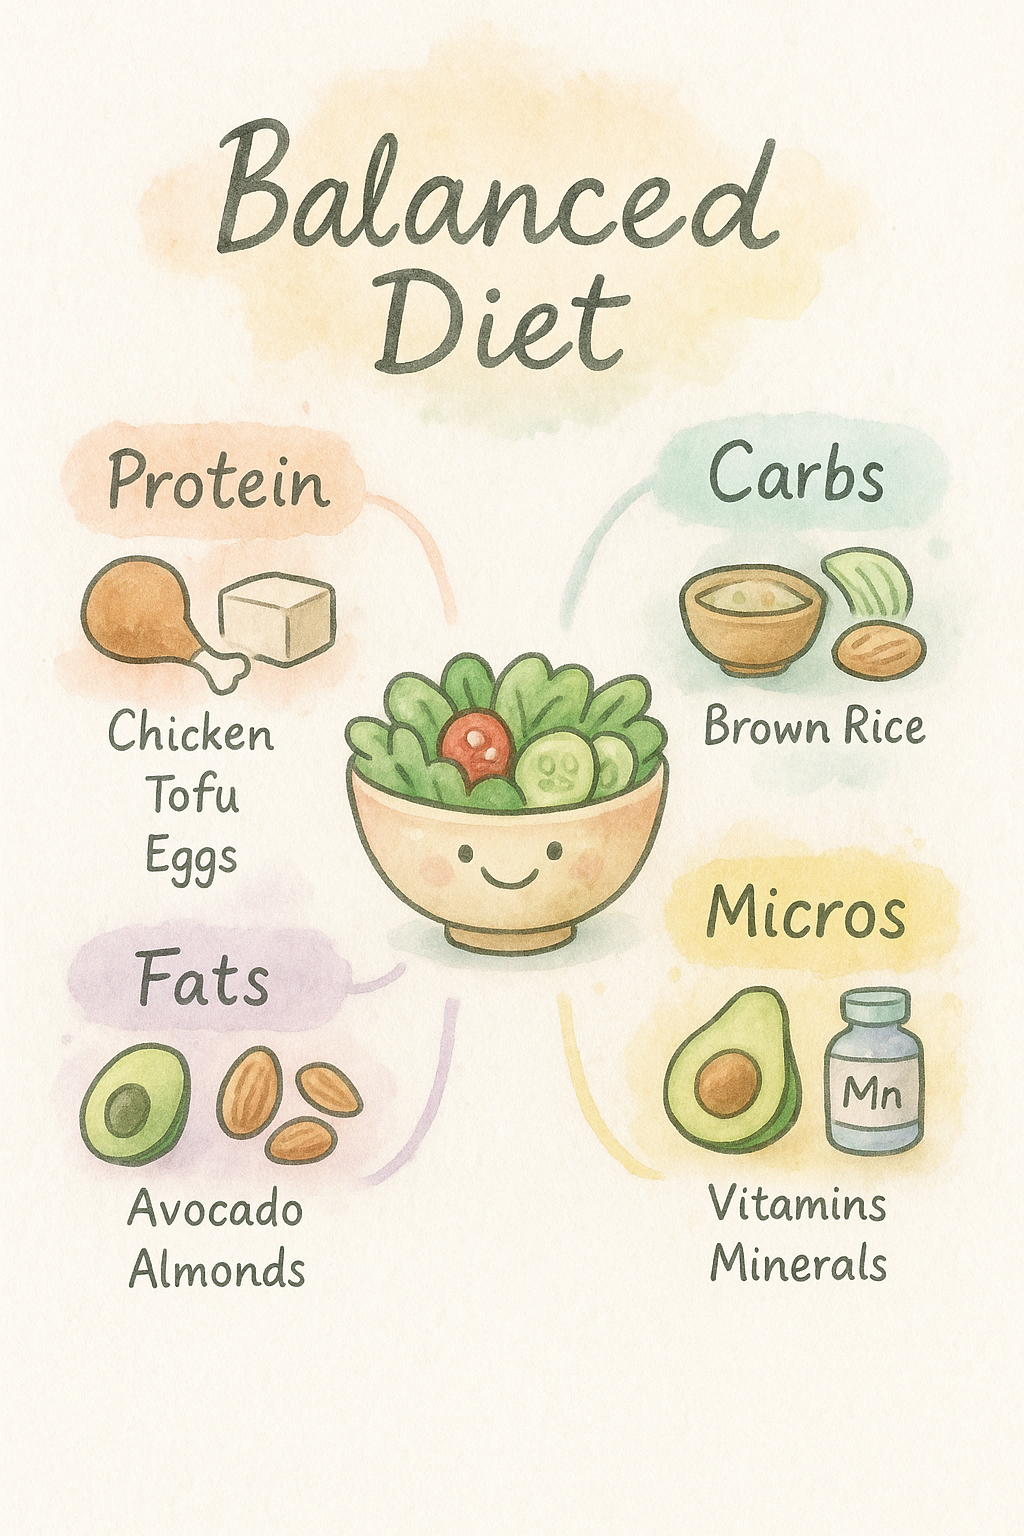 Balanced
Diet
Protein
Chicken
Tofu
Eggs
Carbs
Brown Rice
Fats
Avocado
Almonds
Micros
Mn
Vitamins
Minerals